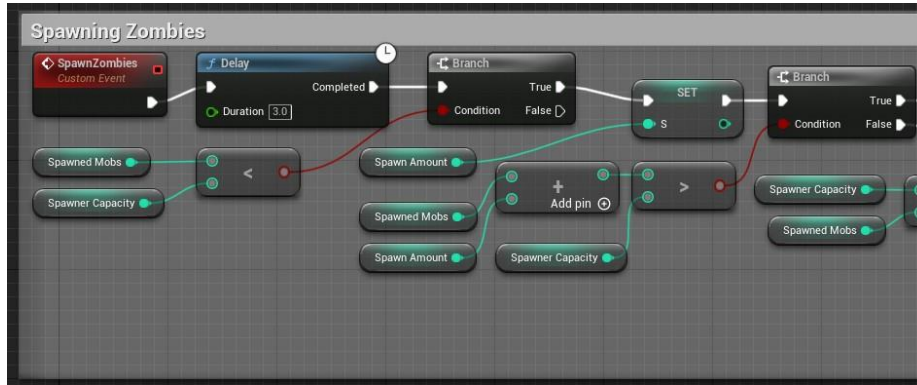 Spawning Zombies
SpawnZombies
Custom Event
Delay
Completed
Duration 3.0
Branch
True
Condition
False
SET
S
Branch
True
Condition
False
Spawned Mobs
Spawner Capacity
<
Spawn Amount
Spawned Mobs
Spawn Amount
+
Add pin
Spawner Capacity
>
Spawner Capacity
Spawned Mobs